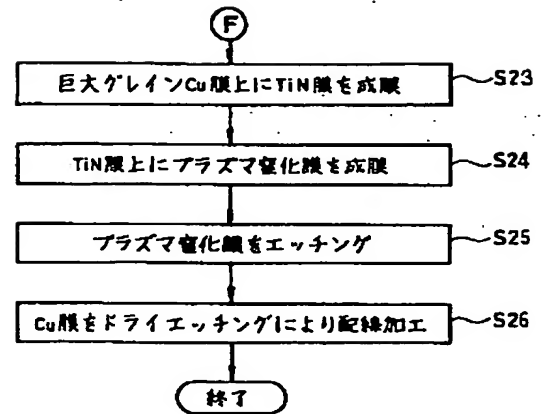 F
巨大グレインCu膜上にTiN膜を成膜
S23
TiN膜上にプラズマ窒化膜を成膜
S24
プラズマ窒化膜をエッチング
S25
Cu膜をドライエッチングにより配線加工
S26
終了